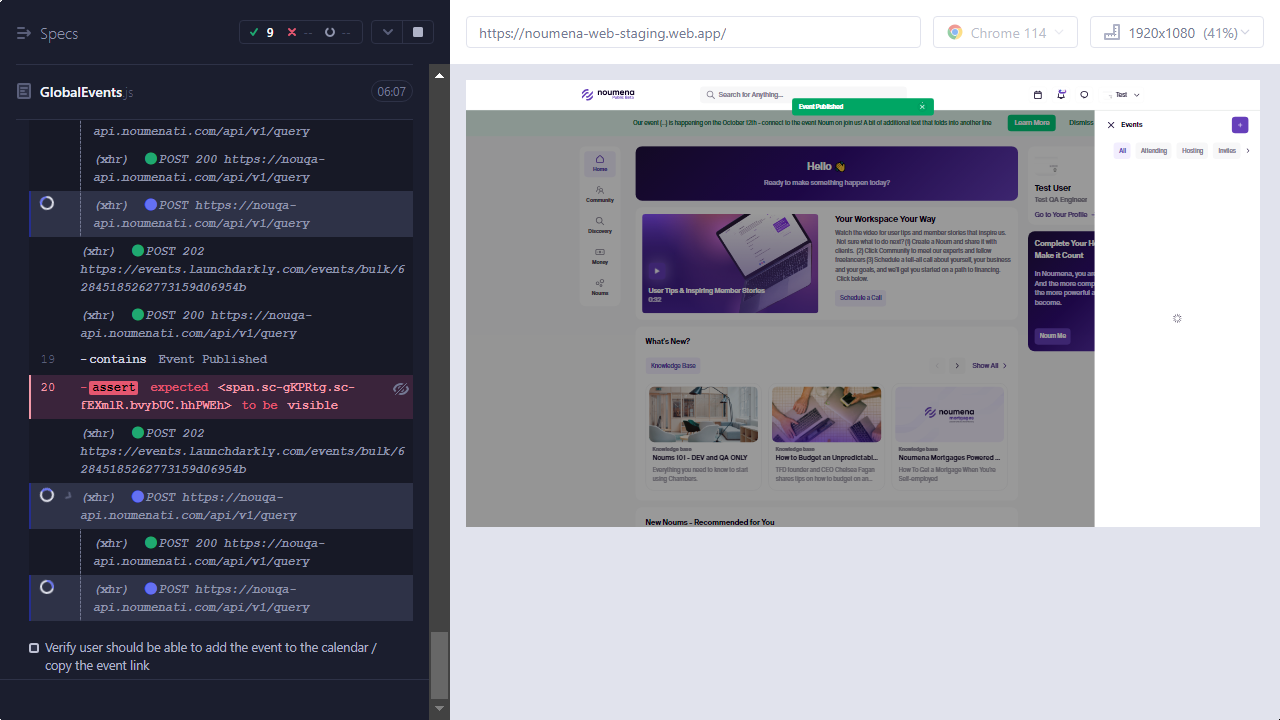 Specs
9
--
--
https://noumena-web-staging.web.app/
Chrome 114
1920x1080 (41%)
GlobalEvents.js
06:07
api.noumenati.com/api/v1/query
(xhr) POST 200 https://nouqa-
api.noumenati.com/api/v1/query
(xhr) POST https://nouqa-
api.noumenati.com/api/v1/query
(xhr) POST 202
https://events.launchdarkly.com/events/bulk/6
(xhr) POST 200 https://nouqa-
api.noumenati.com/api/v1/query
19 -contains Event Published
20 -assert expected <span.sc-gKPRtg.sc-
fEXmlR.bvybUC.hhPWEh> to be visible
(xhr) POST 202
https://events.launchdarkly.com/events/bulk/6
(xhr) POST https://nouqa-
api.noumenati.com/api/v1/query
(xhr) POST 200 https://nouqa-
api.noumenati.com/api/v1/query
(xhr) POST https://nouqa-
api.noumenati.com/api/v1/query
Verify user should be able to add the event to the calendar /
copy the event link
noumena
Search for Anything...
Test
Event Published
Our event (...) is happening on the October 12th - connect to the event Noum on join us! A bit of additional text that folds into another line
Learn More
Dismiss
Home
Community
Discovery
Money
Noums
Hello 👋
Ready to make something happen today?
User Tips & Inspiring Member Stories
0:32
Your Workspace Your Way
Watch the video for user tips and member stories that inspire us.
Not sure what to do next? (1) Create a Noum and share it with
clients. (2) Click Community to meet our experts and fellow
freelancers (3) Schedule a tell-all call about yourself, your business
and your goals, and we'll get you started on a path to financing.
Click below.
Schedule a Call
What's New?
Knowledge Base
Show All
Knowledge base
Noums 101 - DEV and QA ONLY
Everything you need to know to start
using Chambers.
Knowledge base
How to Budget an Unpredictabl...
TFD founder and CEO Chelsea Fagan
shares tips on how to budget on an...
noumena
mortgages
Knowledge base
Noumena Mortgages Powered ...
How To Get a Mortgage When You're
Self-employed
New Noums - Recommended for You
Test User
Test QA Engineer
Go to Your Profile
Complete Your H
Make it Count
In Noumena, you a
And the more comp
the more powerful a
become.
Noum Me
Events
+
All
Attending
Hosting
Invites